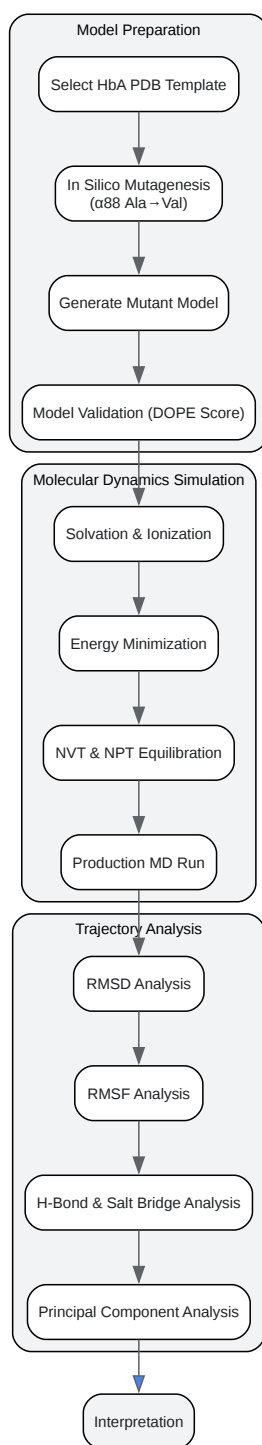 Model Preparation
Select HbA PDB Template
In Silico Mutagenesis
(α88 Ala→Val)
Generate Mutant Model
Model Validation (DOPE Score)
Molecular Dynamics Simulation
Solvation & Ionization
Energy Minimization
NVT & NPT Equilibration
Production MD Run
Trajectory Analysis
RMSD Analysis
RMSF Analysis
H-Bond & Salt Bridge Analysis
Principal Component Analysis
Interpretation